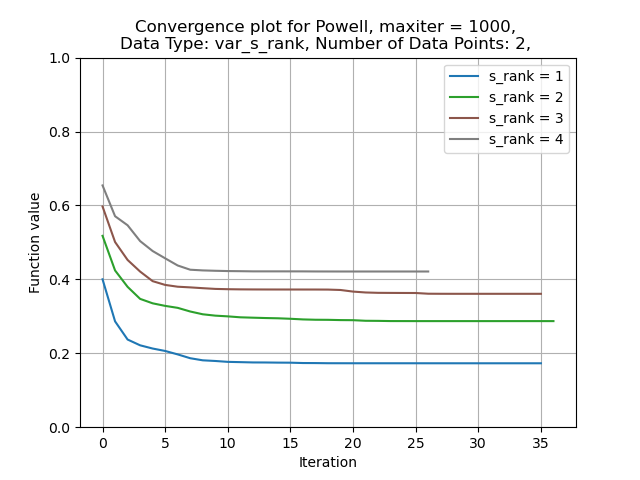 Convergence plot for Powell, maxiter = 1000,
Data Type: var_s_rank, Number of Data Points: 2,
1.0
0.8
0.6
0.4
0.2
0.0
Function value
s_rank = 1
s_rank = 2
s_rank = 3
s_rank = 4
0 5 10 15 20 25 30 35
Iteration